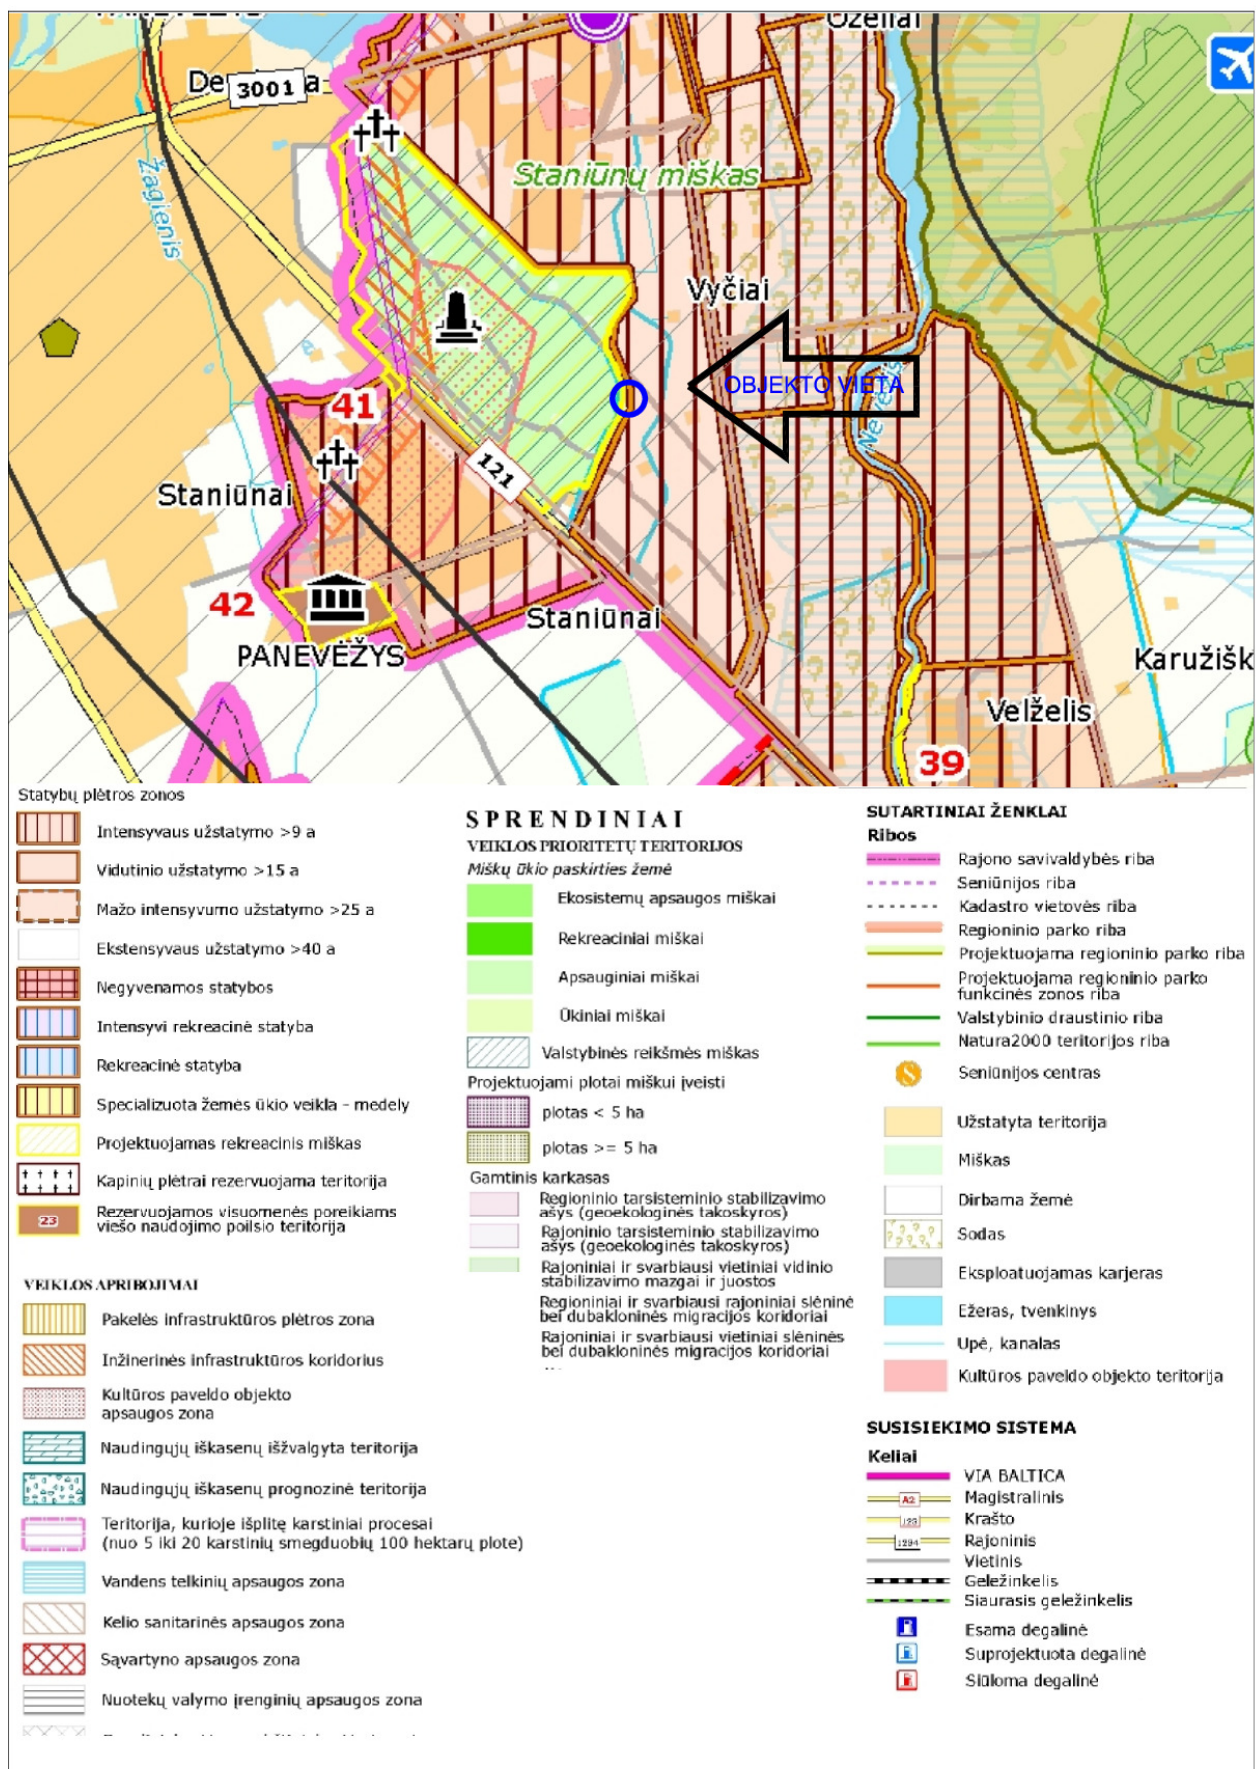 Oželiai
3001
Žagienis
Staniūnų miškas
Vyčiai
OBJEKTO VIETA
41
121
Staniūnai
42
Staniūnai
PANEVĖŽYS
Karužišk
Velželis
39
Statybų plėtros zonos
Intensyvaus užstatymo >9 a
Vidutinio užstatymo >15 a
Mažo intensyvumo užstatymo >25 a
Ekstensyvaus užstatymo >40 a
Negyvenamos statybos
Intensyvi rekreacinė statyba
Rekreacinė statyba
Specializuota žemės ūkio veikla - medely
Projektuojamas rekreacinis miškas
Kapinių plėtrai rezervuojama teritorija
23
Rezervuojamos visuomenės poreikiams
viešo naudojimo poilsio teritorija
VEIKLOS APRIBOJIMAI
Pakelės infrastruktūros plėtros zona
Inžinerinės infrastruktūros koridorius
Kultūros paveldo objekto
apsaugos zona
Naudingųjų iškasenų išžvalgyta teritorija
Naudingųjų iškasenų prognozinė teritorija
Teritorija, kurioje išplitę karstiniai procesai
(nuo 5 iki 20 karstinių smegduobių 100 hektarų plote)
Vandens telkinių apsaugos zona
Kelio sanitarinės apsaugos zona
Sąvartyno apsaugos zona
Nuotekų valymo įrenginių apsaugos zona
SPRENDINIAI
VEIKLOS PRIORITETŲ TERITORIJOS
Miškų ūkio paskirties žemė
Ekosistemų apsaugos miškai
Rekreaciniai miškai
Apsauginiai miškai
Ūkiniai miškai
Valstybinės reikšmės miškas
Projektuojami plotai miškui įveisti
plotas < 5 ha
plotas >= 5 ha
Gamtinis karkasas
Regioninio tarsisteminio stabilizavimo
ašys (geoekologinės takoskyros)
Rajoninio tarsisteminio stabilizavimo
ašys (geoekologinės takoskyros)
Rajoniniai ir svarbiausi vietiniai vidinio
stabilizavimo mazgai ir juostos
Regioniniai ir svarbiausi rajoniniai slėninė
bei dubakloninės migracijos koridoriai
Rajoniniai ir svarbiausi vietiniai slėninės
bei dubakloninės migracijos koridoriai
SUTARTINIAI ŽENKLAI
Ribos
Rajono savivaldybės riba
Seniūnijos riba
Kadastro vietovės riba
Regioninio parko riba
Projektuojama regioninio parko riba
Projektuojama regioninio parko
funkcinės zonos riba
Valstybinio draustinio riba
Natura2000 teritorijos riba
S
Seniūnijos centras
Užstatyta teritorija
Miškas
Dirbama žemė
Sodas
Eksploatuojamas karjeras
Ežeras, tvenkinys
Upė, kanalas
Kultūros paveldo objekto teritorija
SUSISIEKIMO SISTEMA
Keliai
VIA BALTICA
A2 Magistralinis
123 Krašto
1294 Rajoninis
Vietinis
Geležinkelis
Siaurasis geležinkelis
Esama degalinė
Suprojektuota degalinė
Siūloma degalinė